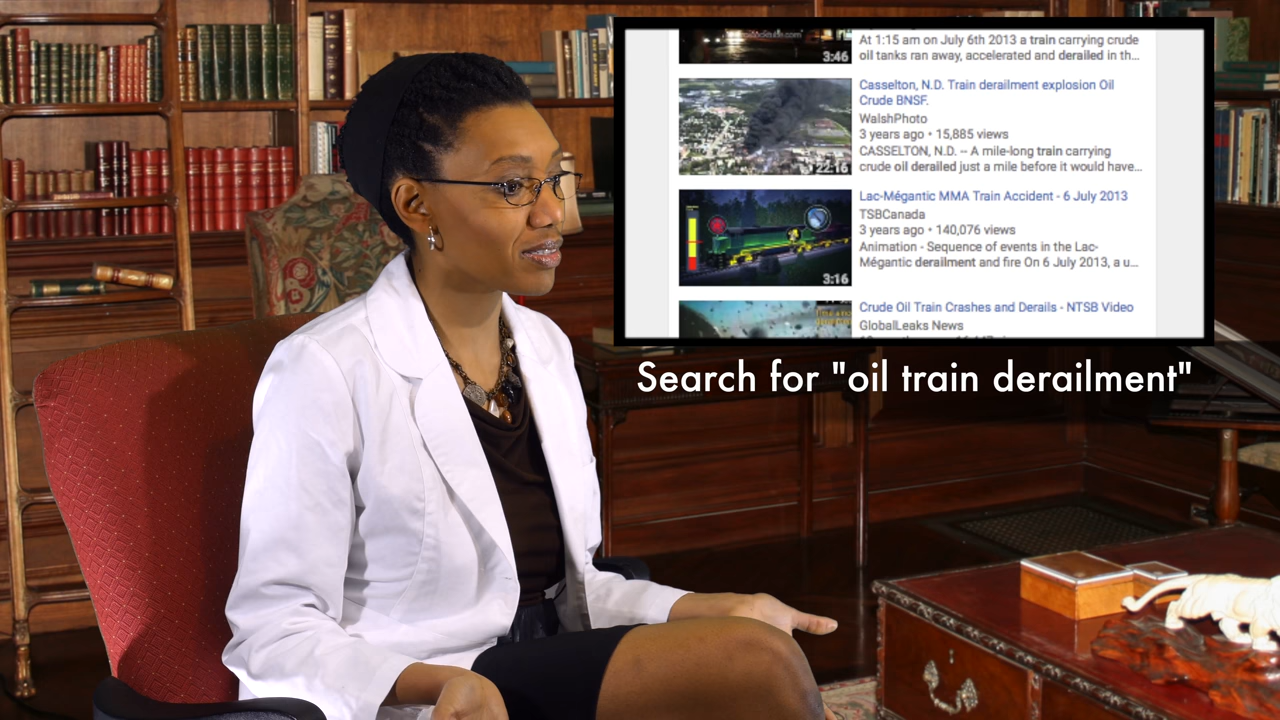 3:46
At 1:15 am on July 6th 2013 a train carrying crude
oil tanks ran away, accelerated and derailed in th...
Casselton, N.D. Train derailment explosion Oil
Crude BNSF.
WalshPhoto
3 years ago • 15,885 views
CASSELTON, N.D. -- A mile-long train carrying
crude oil derailed just a mile before it would have...
22:16
Lac-Mégantic MMA Train Accident - 6 July 2013
TSBCanada
3 years ago • 140,076 views
Animation - Sequence of events in the Lac-
Mégantic derailment and fire On 6 July 2013, a u...
3:16
Crude Oil Train Crashes and Derails - NTSB Video
GlobalLeaks News
Search for "oil train derailment"